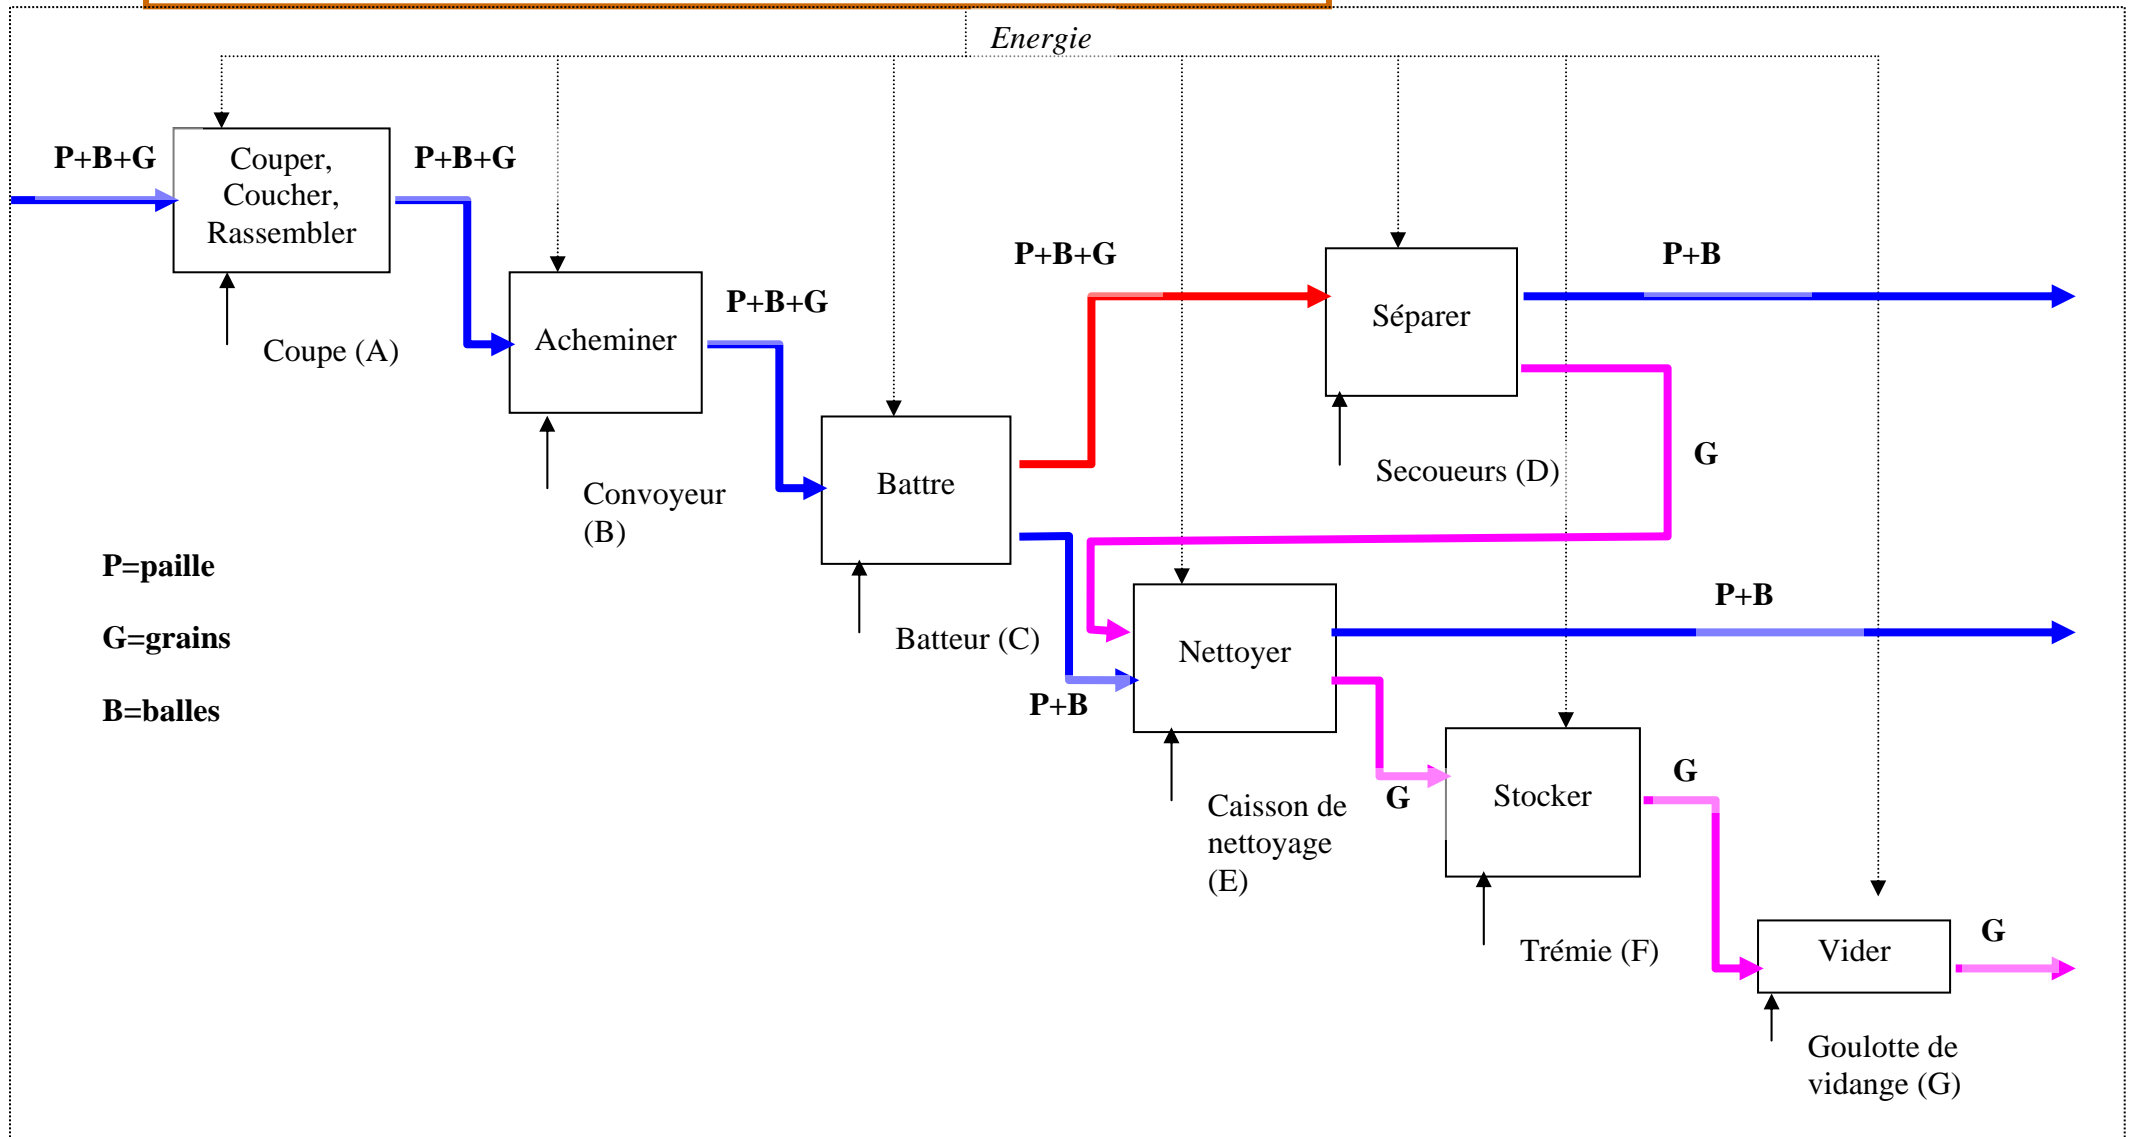 Energie
P+B+G
Couper,
Coucher,
Rassembler
P+B+G
Coupe (A)
Acheminer
P+B+G
Convoyeur
(B)
Battre
Batteur (C)
P+B+G
Séparer
P+B
Secoueurs (D)
G
P=paille
G=grains
B=balles
P+B
Nettoyer
P+B
Caisson de
nettoyage
(E)
G
Stocker
G
Trémie (F)
Vider
G
Goulotte de
vidange (G)